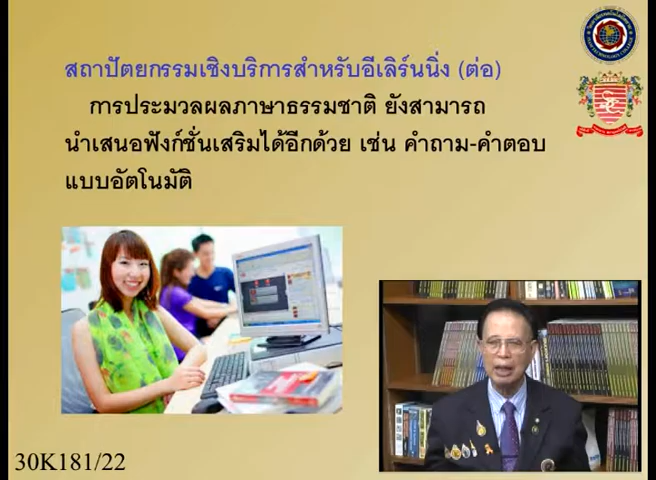 สถาปัตยกรรมเชิงบริการสำหรับอีเลิร์นนิ่ง (ต่อ)
การประมวลผลภาษาธรรมชาติ ยังสามารถ
นำเสนอฟังก์ชั่นเสริมได้อีกด้วย เช่น คำถาม-คำตอบ
แบบอัตโนมัติ
30K181/22